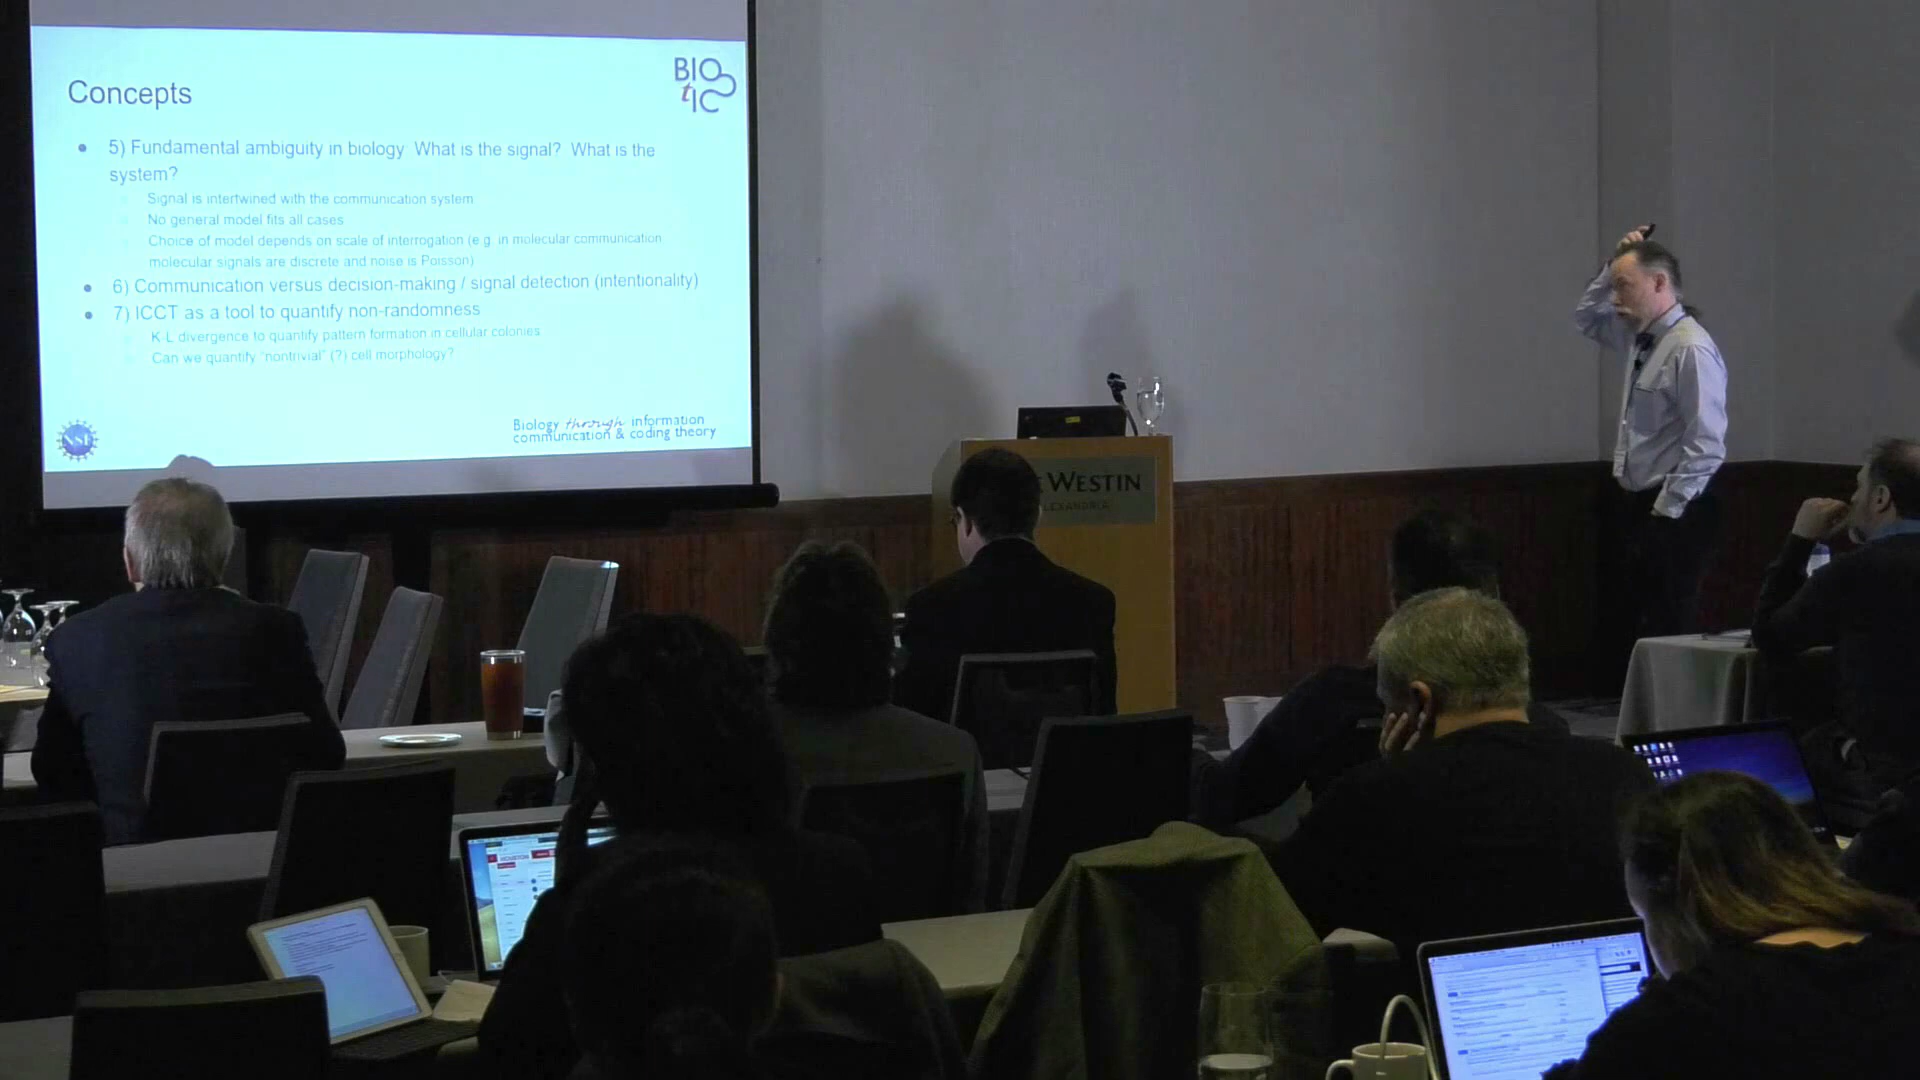 BIO
tIC
Concepts
5) Fundamental ambiguity in biology: What is the signal? What is the
system?
Signal is intertwined with the communication system
No general model fits all cases
Choice of model depends on scale of interrogation (e.g. in molecular communication
molecular signals are discrete and noise is Poisson)
6) Communication versus decision-making / signal detection (intentionality)
7) ICCT as a tool to quantify non-randomness
K-L divergence to quantify pattern formation in cellular colonies
Can we quantify "nontrivial" (?) cell morphology?
NSF
Biology through information
communication & coding theory
WESTIN
LEXANDRIA
HOUSTON